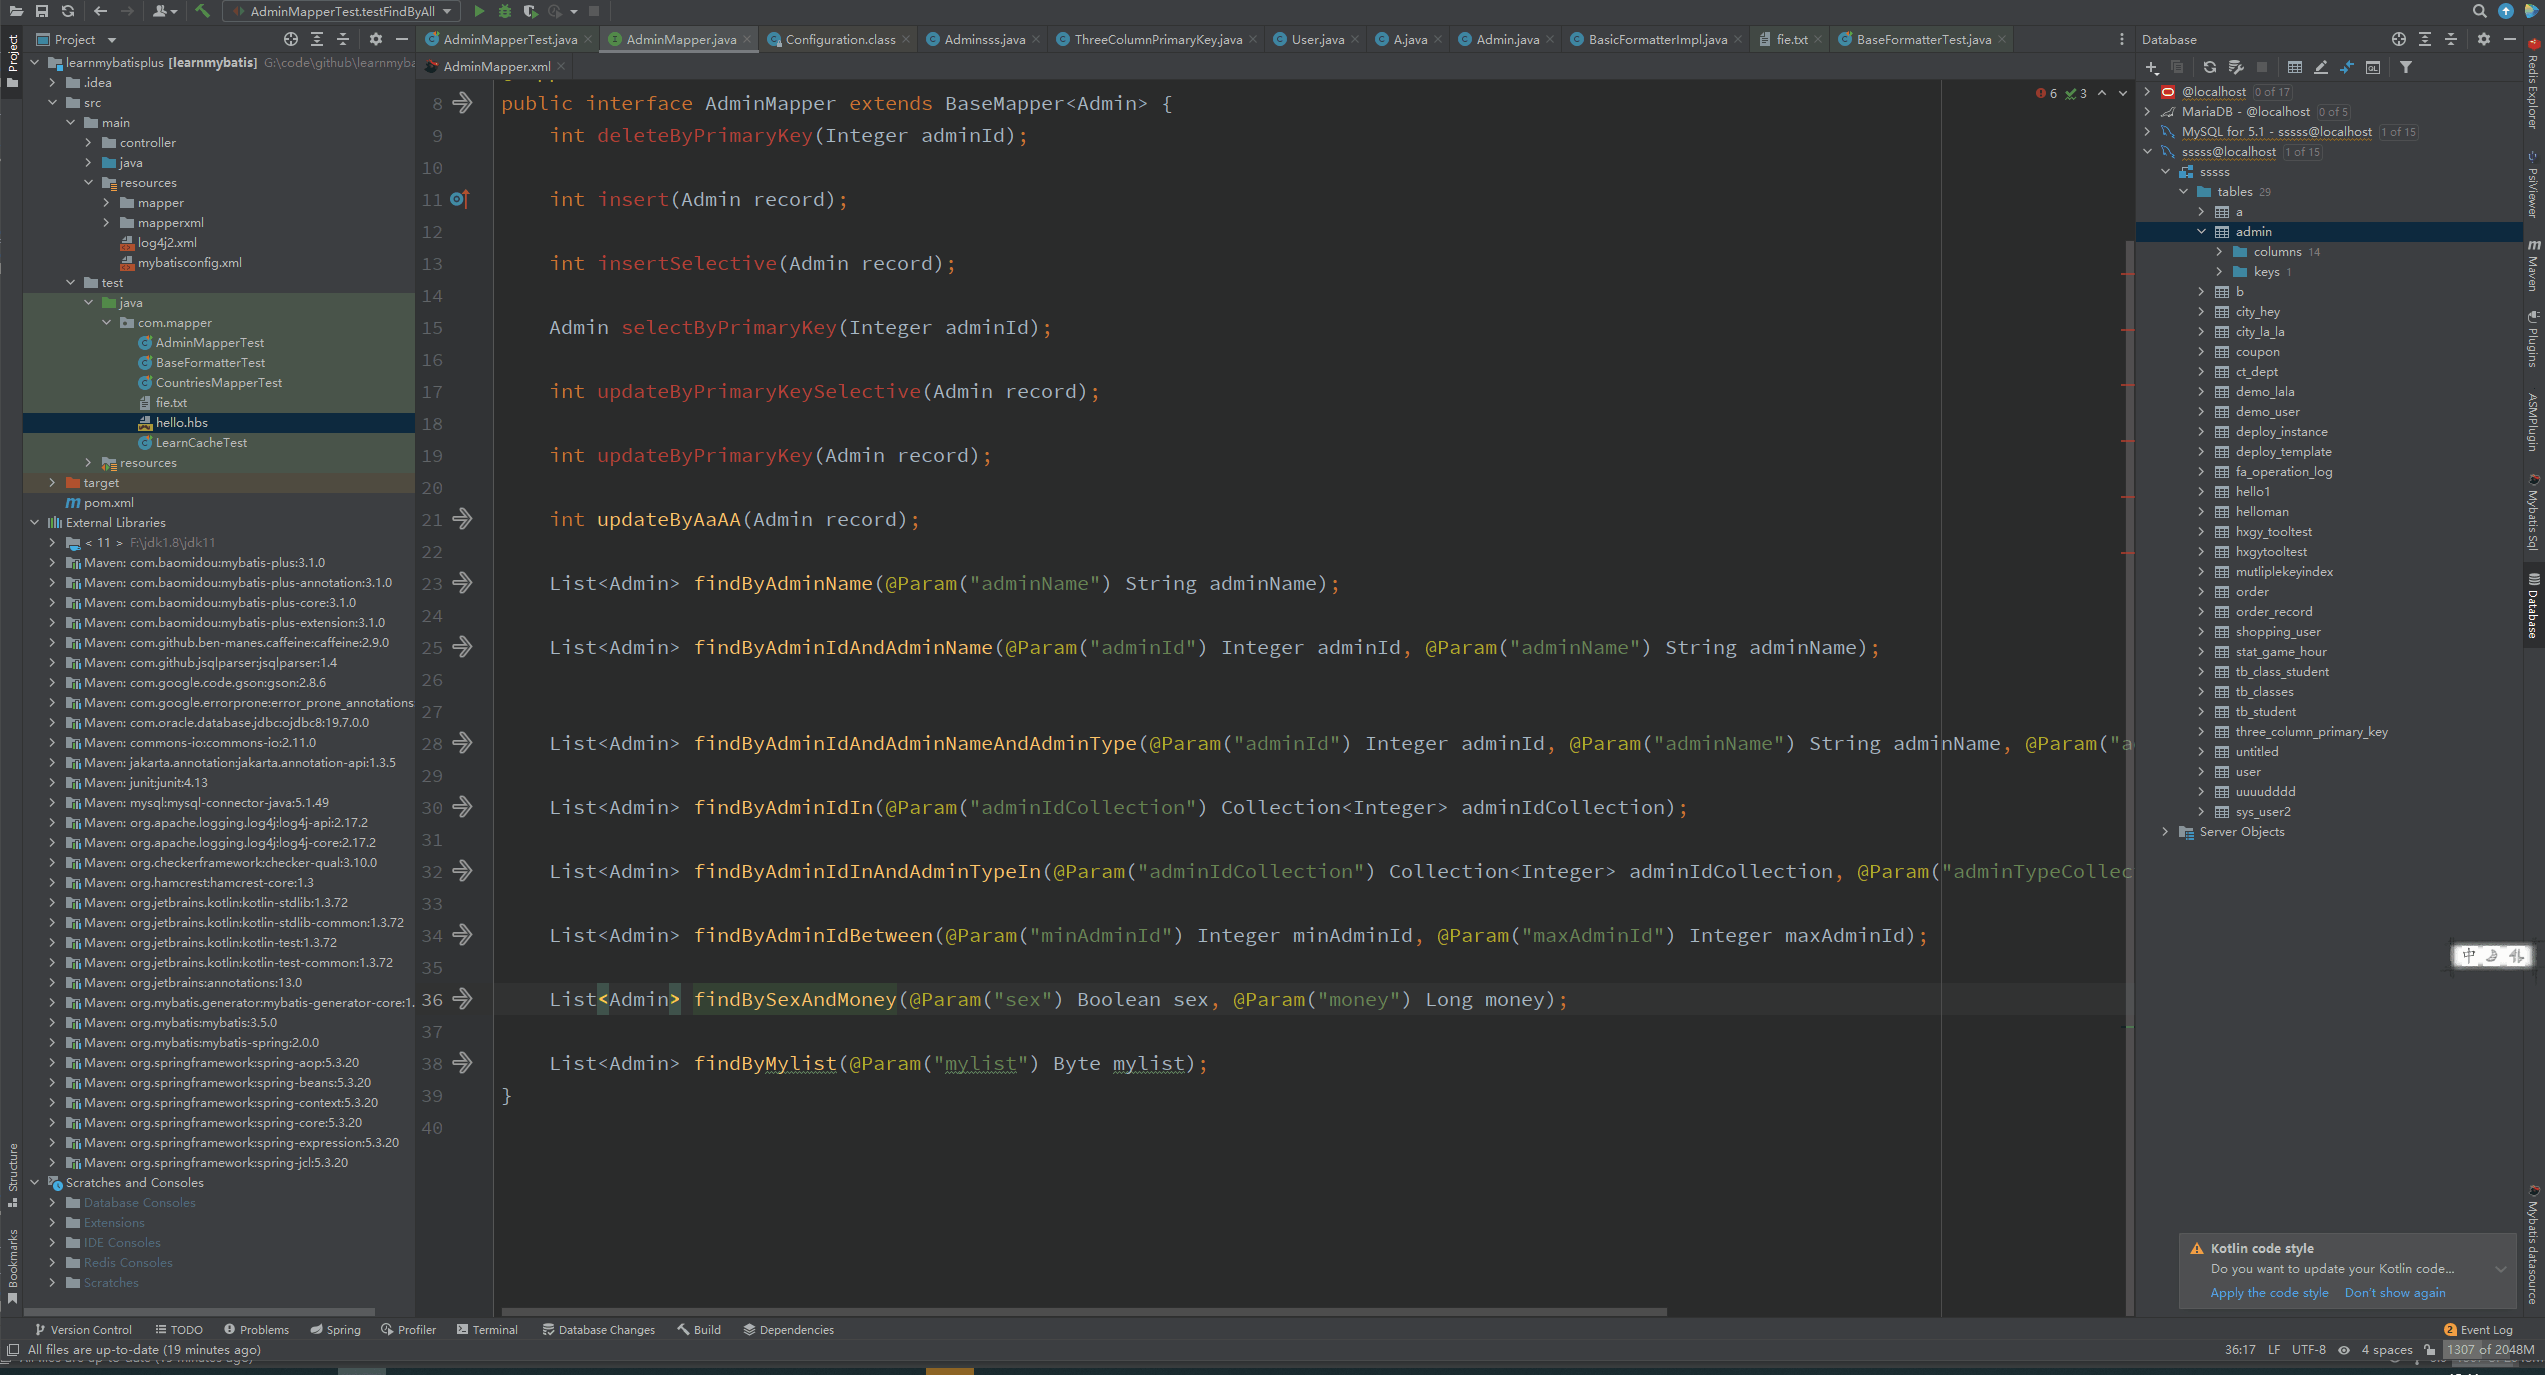 AdminMapperTest.testFindByAll
Project
AdminMapperTest.java
AdminMapper.java
Configuration.class
Adminsss.java
ThreeColumnPrimaryKey.java
User.java
A.java
Admin.java
BasicFormatterImpl.java
fie.txt
BaseFormatterTest.java
AdminMapper.xml
Project
Structure
Bookmarks
learnmybatisplus [learnmybatis] G:\code\github\learnmyba
.idea
src
main
controller
java
resources
mapper
mapperxml
log4j2.xml
mybatisconfig.xml
test
java
com.mapper
AdminMapperTest
BaseFormatterTest
CountriesMapperTest
fie.txt
hello.hbs
LearnCacheTest
resources
target
pom.xml
External Libraries
< 11 > F:\jdk1.8\jdk11
Maven: com.baomidou:mybatis-plus:3.1.0
Maven: com.baomidou:mybatis-plus-annotation:3.1.0
Maven: com.baomidou:mybatis-plus-core:3.1.0
Maven: com.baomidou:mybatis-plus-extension:3.1.0
Maven: com.github.ben-manes.caffeine:caffeine:2.9.0
Maven: com.github.jsqlparser:jsqlparser:1.4
Maven: com.google.code.gson:gson:2.8.6
Maven: com.google.errorprone:error_prone_annotations
Maven: com.oracle.database.jdbc:ojdbc8:19.7.0.0
Maven: commons-io:commons-io:2.11.0
Maven: jakarta.annotation:jakarta.annotation-api:1.3.5
Maven: junit:junit:4.13
Maven: mysql:mysql-connector-java:5.1.49
Maven: org.apache.logging.log4j:log4j-api:2.17.2
Maven: org.apache.logging.log4j:log4j-core:2.17.2
Maven: org.checkerframework:checker-qual:3.10.0
Maven: org.hamcrest:hamcrest-core:1.3
Maven: org.jetbrains.kotlin:kotlin-stdlib:1.3.72
Maven: org.jetbrains.kotlin:kotlin-stdlib-common:1.3.72
Maven: org.jetbrains.kotlin:kotlin-test:1.3.72
Maven: org.jetbrains.kotlin:kotlin-test-common:1.3.72
Maven: org.jetbrains:annotations:13.0
Maven: org.mybatis.generator:mybatis-generator-core:1.
Maven: org.mybatis:mybatis:3.5.0
Maven: org.mybatis:mybatis-spring:2.0.0
Maven: org.springframework:spring-aop:5.3.20
Maven: org.springframework:spring-beans:5.3.20
Maven: org.springframework:spring-context:5.3.20
Maven: org.springframework:spring-core:5.3.20
Maven: org.springframework:spring-expression:5.3.20
Maven: org.springframework:spring-jcl:5.3.20
Scratches and Consoles
Database Consoles
Extensions
IDE Consoles
Redis Consoles
Scratches
6 3
8 public interface AdminMapper extends BaseMapper<Admin> {
9 int deleteByPrimaryKey(Integer adminId);
10
11 int insert(Admin record);
12
13 int insertSelective(Admin record);
14
15 Admin selectByPrimaryKey(Integer adminId);
16
17 int updateByPrimaryKeySelective(Admin record);
18
19 int updateByPrimaryKey(Admin record);
20
21 int updateByAaAA(Admin record);
22
23 List<Admin> findByAdminName(@Param("adminName") String adminName);
24
25 List<Admin> findByAdminIdAndAdminName(@Param("adminId") Integer adminId, @Param("adminName") String adminName);
26
27
28 List<Admin> findByAdminIdAndAdminNameAndAdminType(@Param("adminId") Integer adminId, @Param("adminName") String adminName, @Param("a
29
30 List<Admin> findByAdminIdIn(@Param("adminIdCollection") Collection<Integer> adminIdCollection);
31
32 List<Admin> findByAdminIdInAndAdminTypeIn(@Param("adminIdCollection") Collection<Integer> adminIdCollection, @Param("adminTypeCollec
33
34 List<Admin> findByAdminIdBetween(@Param("minAdminId") Integer minAdminId, @Param("maxAdminId") Integer maxAdminId);
35
36 List<Admin> findBySexAndMoney(@Param("sex") Boolean sex, @Param("money") Long money);
37
38 List<Admin> findByMylist(@Param("mylist") Byte mylist);
39 }
40
Database
@localhost 0 of 17
MariaDB - @localhost 0 of 5
MySQL for 5.1 - sssss@localhost 1 of 15
sssss@localhost 1 of 15
sssss
tables 29
a
admin
columns 14
keys 1
b
city_hey
city_la_la
coupon
ct_dept
demo_lala
demo_user
deploy_instance
deploy_template
fa_operation_log
hello1
helloman
hxgy_tooltest
hxgytooltest
mutliplekeyindex
order
order_record
shopping_user
stat_game_hour
tb_class_student
tb_classes
tb_student
three_column_primary_key
untitled
user
uuuudddd
sys_user2
Server Objects
Redis Explorer
PsiViewer
Maven
Plugins
ASMPlugin
Mybatis Sql
Database
Mybatis datasource
中
Kotlin code style
Do you want to update your Kotlin code...
Apply the code style Don't show again
Version Control
TODO
Problems
Spring
Profiler
Terminal
Database Changes
Build
Dependencies
2 Event Log
All files are up-to-date (19 minutes ago)
36:17 LF UTF-8 4 spaces 1307 of 2048M